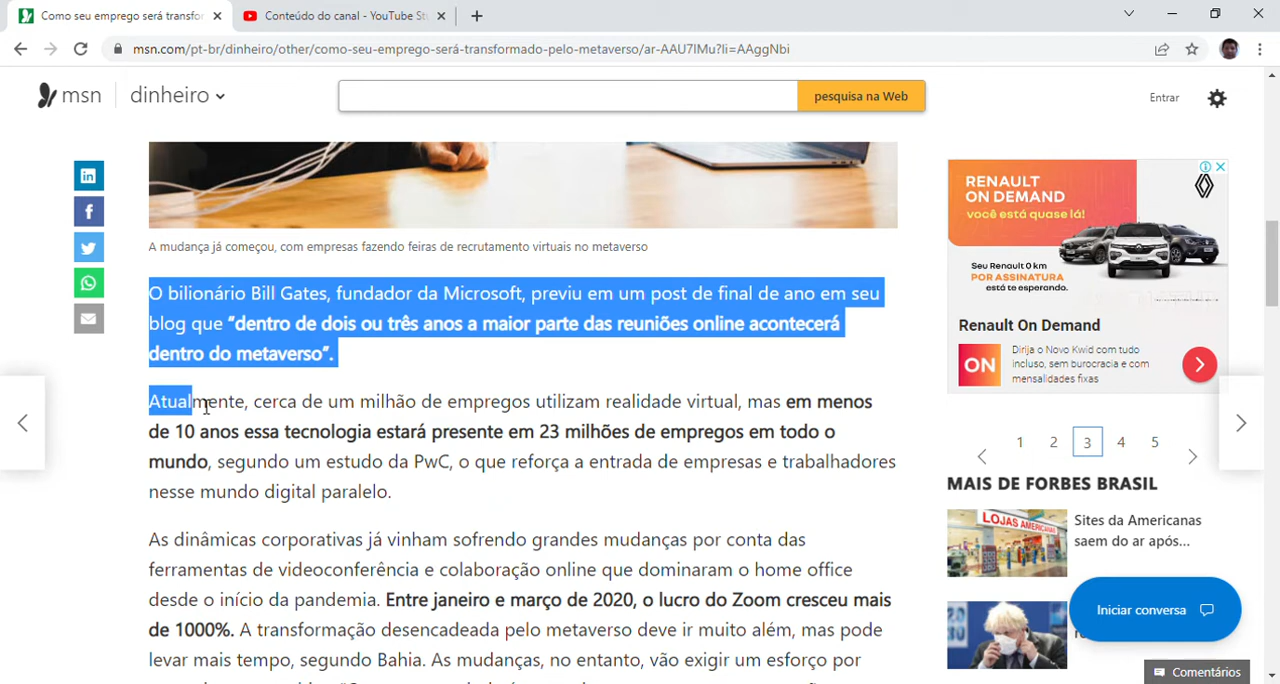 Como seu emprego será transfor
Conteúdo do canal - YouTube St
msn.com/pt-br/dinheiro/other/como-seu-emprego-será-transformado-pelo-metaverso/ar-AAU7IMu?li=AAggNbi
msn
dinheiro
pesquisa na Web
Entrar
A mudança já começou, com empresas fazendo feiras de recrutamento virtuais no metaverso
O bilionário Bill Gates, fundador da Microsoft, previu em um post de final de ano em seu
blog que “dentro de dois ou três anos a maior parte das reuniões online acontecerá
dentro do metaverso”.
Atualmente, cerca de um milhão de empregos utilizam realidade virtual, mas em menos
de 10 anos essa tecnologia estará presente em 23 milhões de empregos em todo o
mundo, segundo um estudo da PwC, o que reforça a entrada de empresas e trabalhadores
nesse mundo digital paralelo.
As dinâmicas corporativas já vinham sofrendo grandes mudanças por conta das
ferramentas de videoconferência e colaboração online que dominaram o home office
desde o início da pandemia. Entre janeiro e março de 2020, o lucro do Zoom cresceu mais
de 1000%. A transformação desencadeada pelo metaverso deve ir muito além, mas pode
levar mais tempo, segundo Bahia. As mudanças, no entanto, vão exigir um esforço por
RENAULT
ON DEMAND
você está quase lá!
Seu Renault 0 km
POR ASSINATURA
está te esperando.
Renault On Demand
ON
Dirija o Novo Kwid com tudo
incluso, sem burocracia e com
mensalidades fixas
1 2 3 4 5
MAIS DE FORBES BRASIL
LOJAS AMERICANAS
Sites da Americanas
saem do ar após...
Iniciar conversa
Comentários